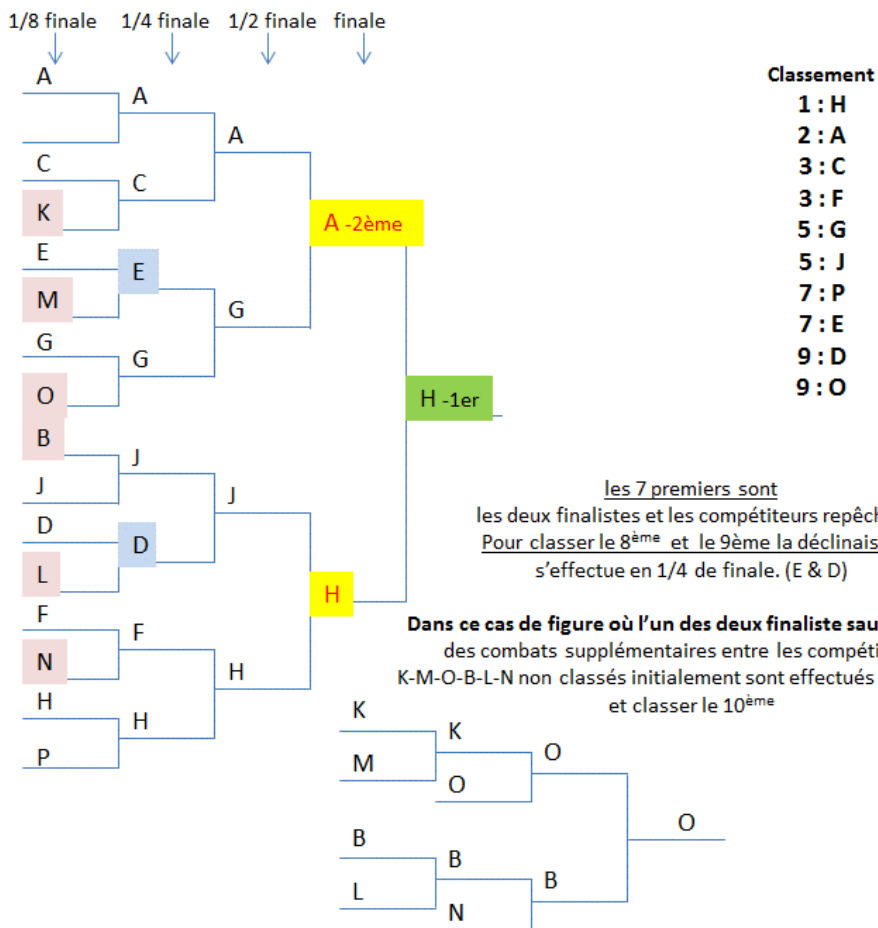 1/8 finale 1/4 finale 1/2 finale finale
A
A
A
C
C
K
A -2ème
E
E
M
G
G
G
O
H -1er
B
J
J
J
D
D
L
H
F
F
N
H
H
H
P
Classement
1 : H
2 : A
3 : C
3 : F
5 : G
5 : J
7 : P
7 : E
9 : D
9 : O
les 7 premiers sont
les deux finalistes et les compétiteurs repêch
Pour classer le 8ème et le 9ème la déclinais
s'effectue en 1/4 de finale. (E & D)
Dans ce cas de figure où l'un des deux finaliste sau
des combats supplémentaires entre les compéti
K-M-O-B-L-N non classés initialement sont effectués
et classer le 10ème
K
K
M
O
O
O
B
B
L
B
N